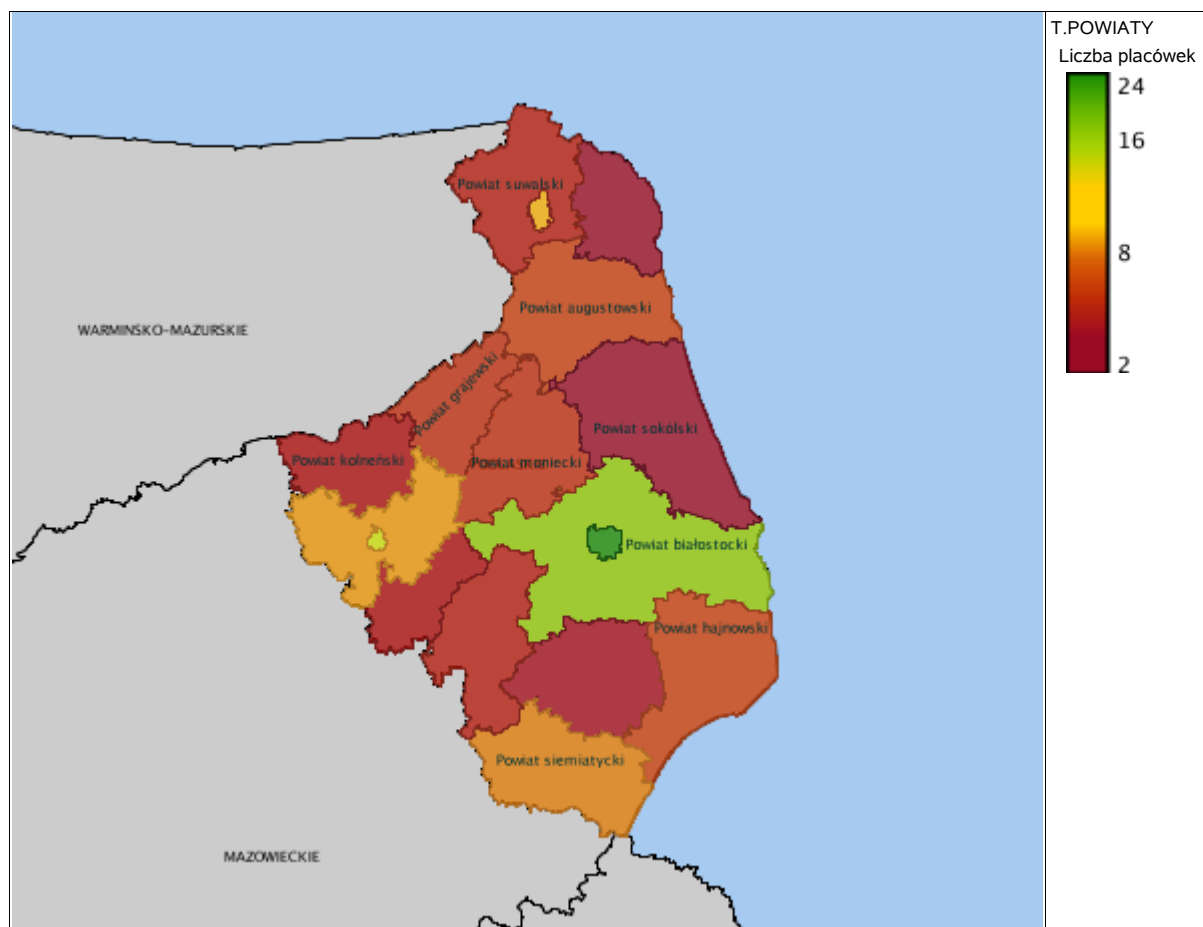 T.POWIATY
Liczba placówek
24
16
8
2
Powiat suwalski
Powiat augustowski
WARMIŃSKO-MAZURSKIE
Powiat grajewski
Powiat sokólski
Powiat kolneński
Powiat moniecki
Powiat białostocki
Powiat hajnowski
Powiat siemiatycki
MAZOWIECKIE